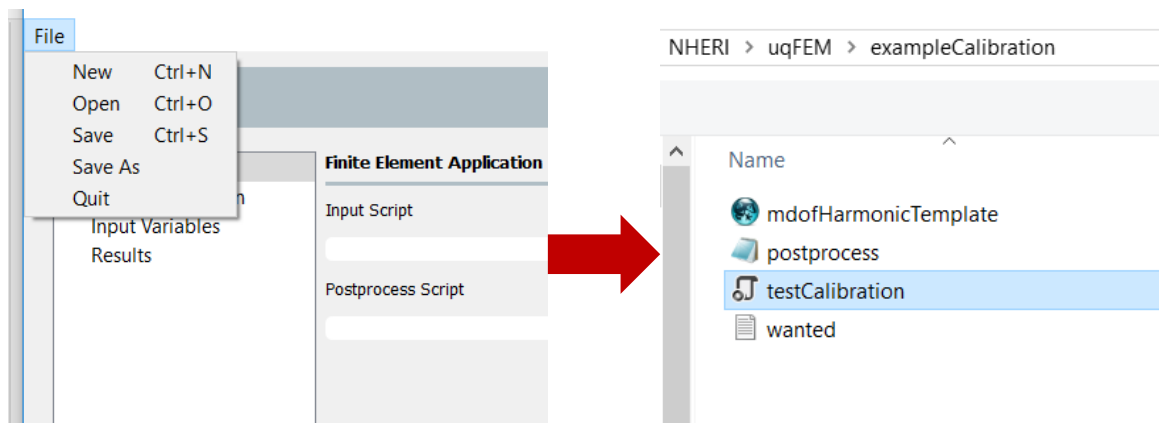 File
New Ctrl+N
Open Ctrl+O
Save Ctrl+S
Save As
Quit
Input Variables
Results
Finite Element Application
Input Script
Postprocess Script
NHERI > uqFEM > exampleCalibration
Name
mdofHarmonicTemplate
postprocess
testCalibration
wanted